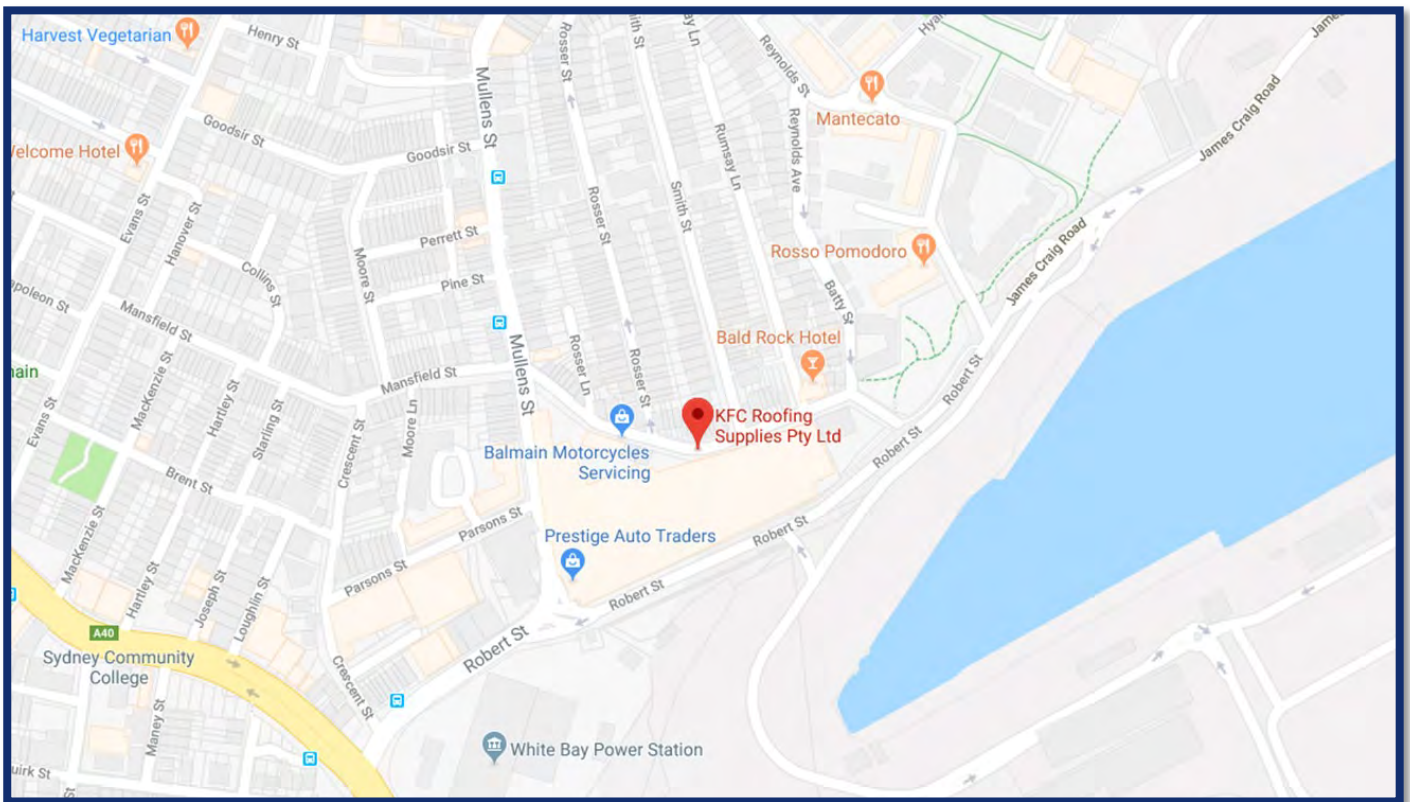 Harvest Vegetarian
Henry St
Mullens St
Rosser St
Reynolds St
James Craig Road
Mantecato
Goodsir St
Goodsir St
Welcome Hotel
Rumsay Ln
Reynolds Ave
Evans St
Hanover St
Perrett St
Rosser St
Smith St
Rosso Pomodoro
James Craig Road
James Craig Road
Moore St
Collins St
Pine St
Batty St
Mansfield St
Bald Rock Hotel
Mullens St
Rosser Ln
Rosser St
Mansfield St
Robert St
MacKenzie St
Hartley St
Starling St
Evans St
Crescent St
Moore Ln
KFC Roofing
Supplies Pty Ltd
Balmain Motorcycles
Servicing
Robert St
Brent St
Parsons St
Prestige Auto Traders
Robert St
MacKenzie St
Parsons St
Robert St
Hartley St
Joseph St
Loughlin St
A40
Robert St
Sydney Community
College
Crescent St
Maney St
White Bay Power Station